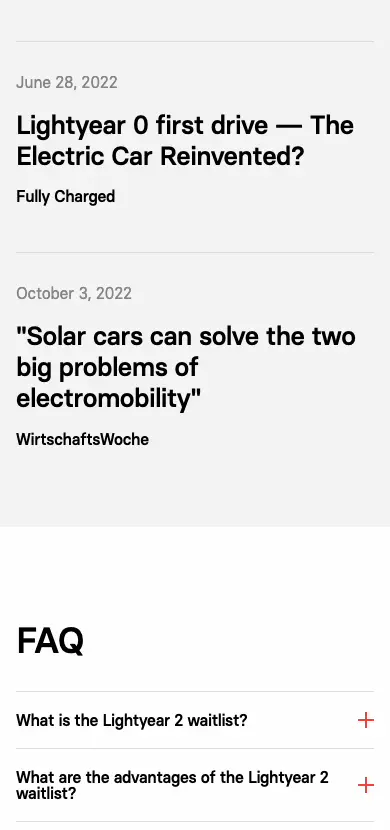 June 28, 2022
Lightyear 0 first drive — The
Electric Car Reinvented?
Fully Charged
October 3, 2022
"Solar cars can solve the two
big problems of
electromobility"
WirtschaftsWoche
FAQ
What is the Lightyear 2 waitlist?
What are the advantages of the Lightyear 2
waitlist?